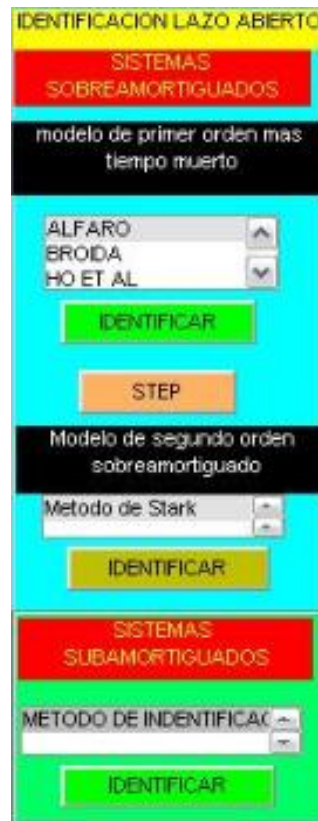 IDENTIFICACION LAZO ABIERTO
SISTEMAS
SOBREAMORTIGUADOS
modelo de primer orden mas
tiempo muerto
ALFARO
BROIDA
HO ET AL
IDENTIFICAR
STEP
Modelo de segundo orden
sobreamortiguado
Metodo de Stark
IDENTIFICAR
SISTEMAS
SUBAMORTIGUADOS
METODO DE INDENTIFICAC
IDENTIFICAR